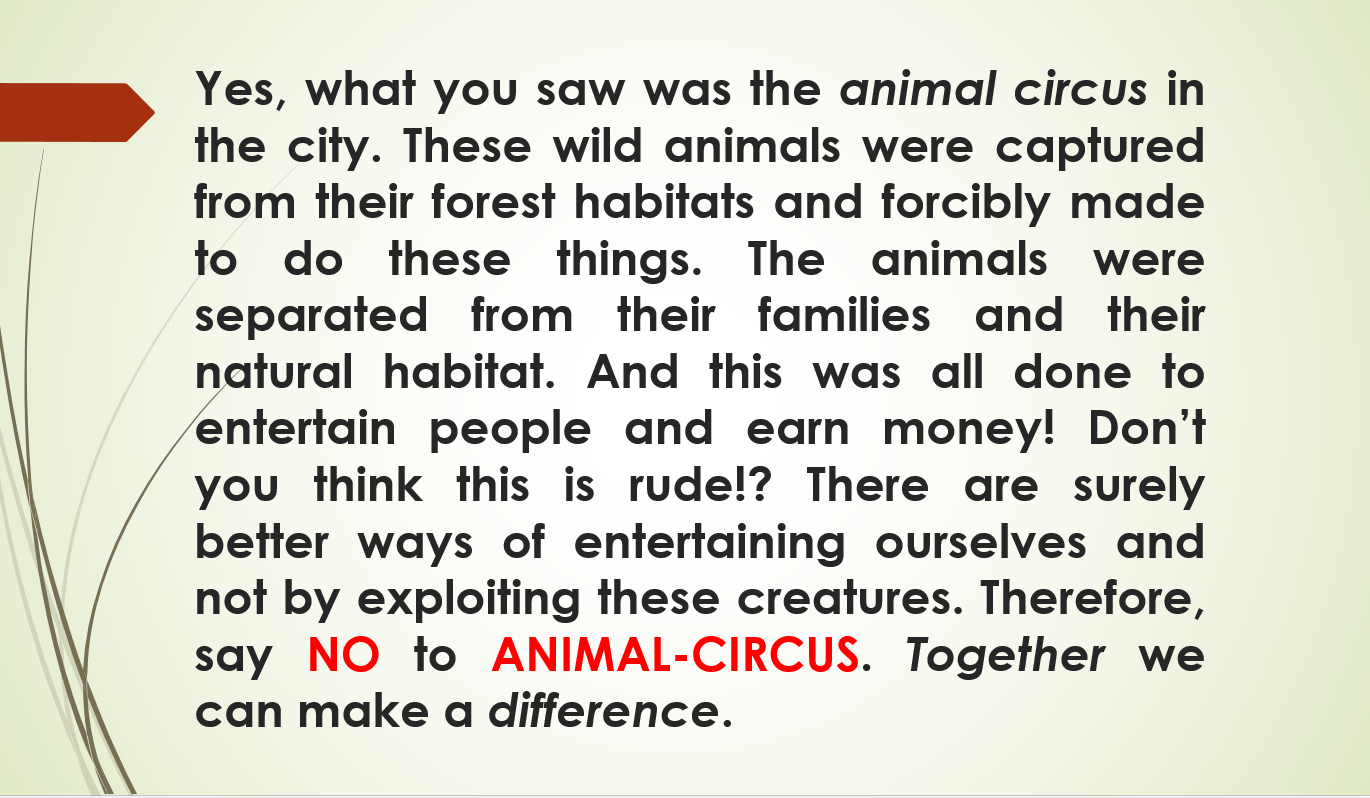 Yes, what you saw was the animal circus in
the city. These wild animals were captured
from their forest habitats and forcibly made
to do these things. The animals were
separated from their families and their
natural habitat. And this was all done to
entertain people and earn money! Don’t
you think this is rude!? There are surely
better ways of entertaining ourselves and
not by exploiting these creatures. Therefore,
say NO to ANIMAL-CIRCUS. Together we
can make a difference.